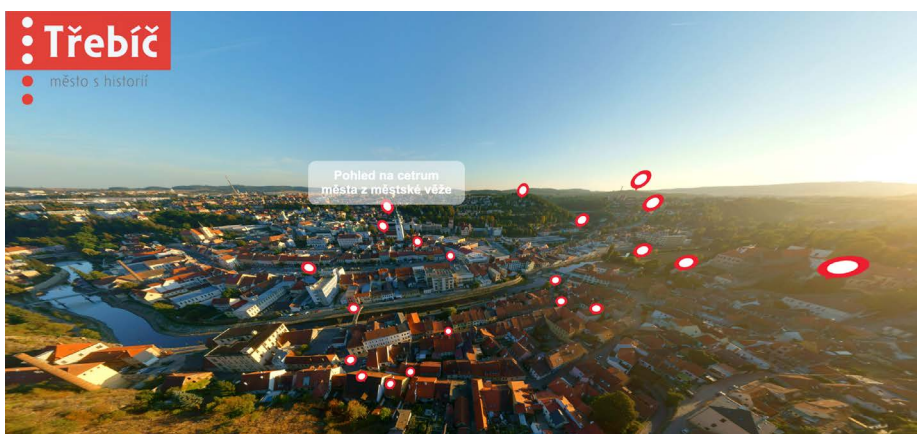 Třebíč
město s historií
Pohled na cetrum
města z městské věže